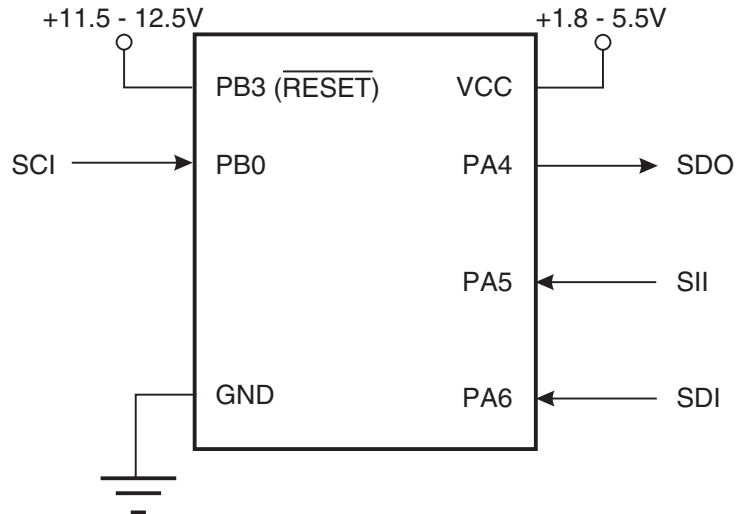 +11.5 - 12.5V
+1.8 - 5.5V
PB3 (RESET)
VCC
SCI
PB0
PA4
SDO
PA5
SII
GND
PA6
SDI